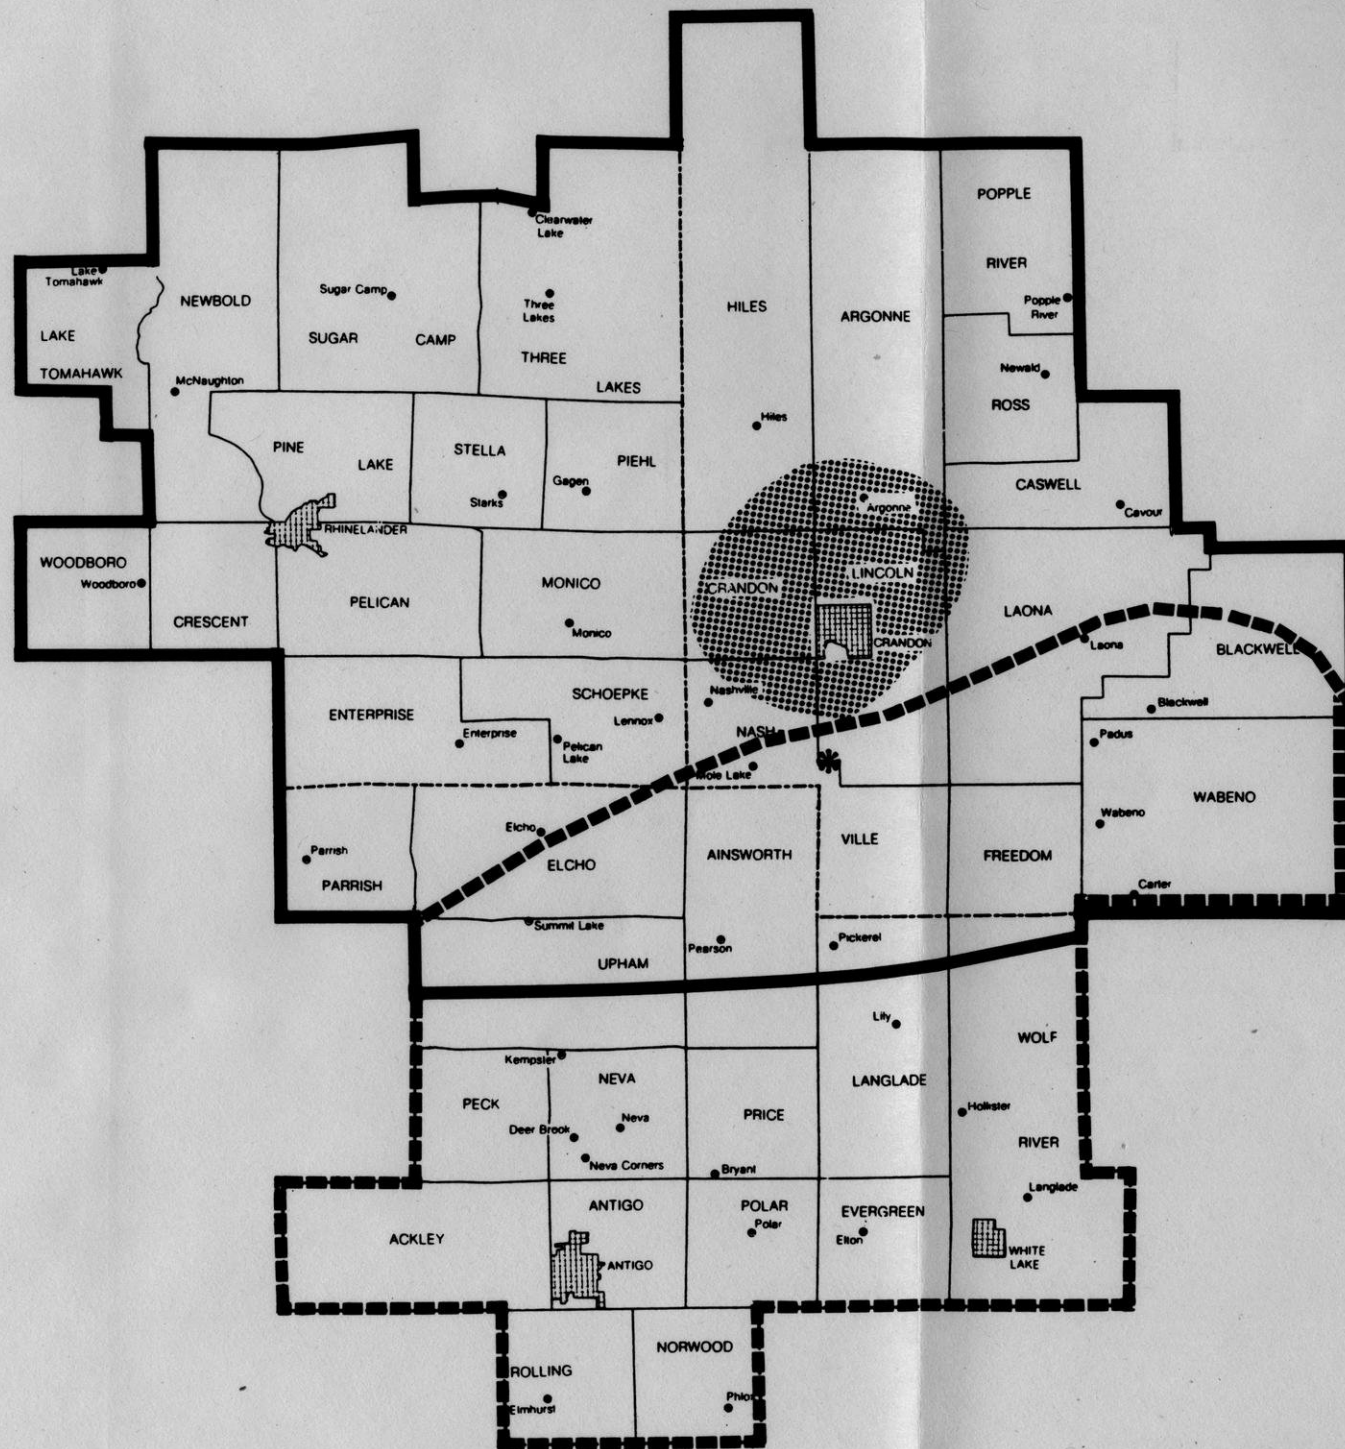 POPPLE
RIVER
Clearwater
Lake
Lake
Tomahawk
Sugar Camp
NEWBOLD
Three
Lakes
HILES
ARGONNE
Popple
River
LAKE
TOMAHAWK
SUGAR CAMP
THREE
LAKES
McNaughton
Newald
ROSS
Hiles
PINE
LAKE
STELLA
PIEHL
Starks
Gagen
CASWELL
Cavour
Argonne
RHINELANDER
WOODBORO
Woodboro
CRESCENT
PELICAN
MONICO
Monico
CRANDON
LINCOLN
CRANDON
LAONA
Laona
BLACKWELL
Blackwell
ENTERPRISE
Enterprise
SCHOEPKE
Lennox
Pelican
Lake
Nashville
NASH
Mole Lake
Padus
WABENO
Wabeno
Carter
Parrish
PARRISH
Elcho
ELCHO
AINSWORTH
VILLE
FREEDOM
Summit Lake
UPHAM
Pearson
Pickerel
Lily
WOLF
RIVER
Kempster
PECK
NEVA
Neva
Deer Brook
Neva Corners
PRICE
Bryant
LANGLADE
Hollister
Langlade
ACKLEY
ANTIGO
ANTIGO
POLAR
Polar
EVERGREEN
Elton
WHITE
LAKE
ROLLING
Elmhurst
NORWOOD
Phlox